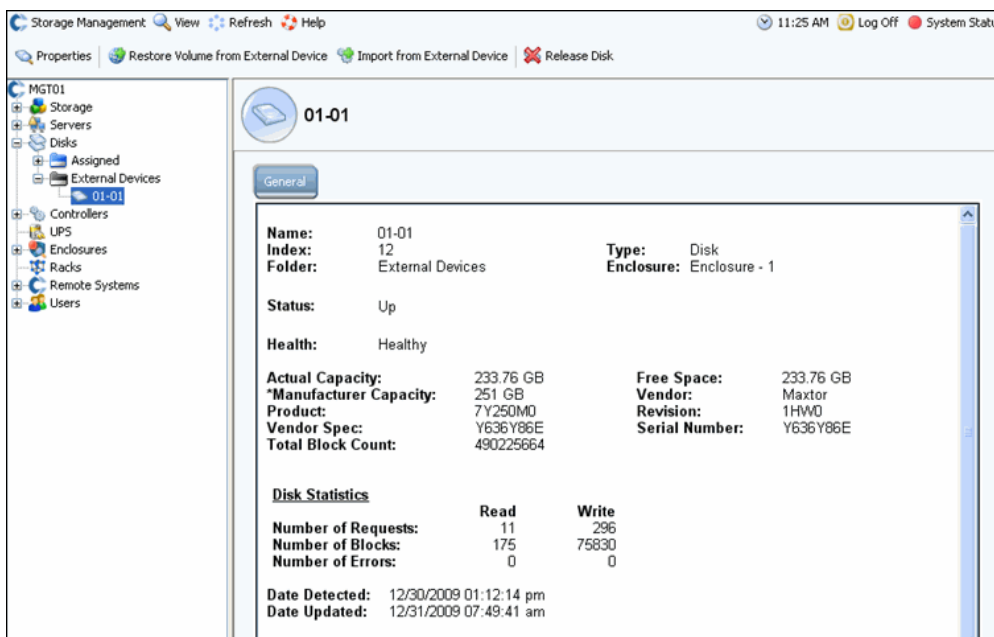 Storage Management View Refresh Help 11:25 AM Log Off System Statu
Properties Restore Volume from External Device Import from External Device Release Disk
MGT01
Storage
Servers
Disks
Assigned
External Devices
01-01
Controllers
UPS
Enclosures
Racks
Remote Systems
Users
01-01
General
Name: 01-01
Index: 12 Type: Disk
Folder: External Devices Enclosure: Enclosure - 1
Status: Up
Health: Healthy
Actual Capacity: 233.76 GB Free Space: 233.76 GB
*Manufacturer Capacity: 251 GB Vendor: Maxtor
Product: 7Y250M0 Revision: 1HW0
Vendor Spec: Y636Y86E Serial Number: Y636Y86E
Total Block Count: 490225664
Disk Statistics
Read Write
Number of Requests: 11 296
Number of Blocks: 175 75830
Number of Errors: 0 0
Date Detected: 12/30/2009 01:12:14 pm
Date Updated: 12/31/2009 07:49:41 am